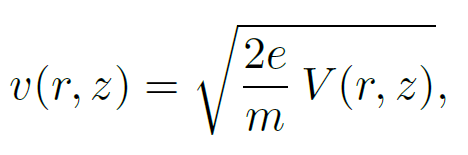 v(r, z) = \sqrt{\frac{2e}{m} V(r, z)},